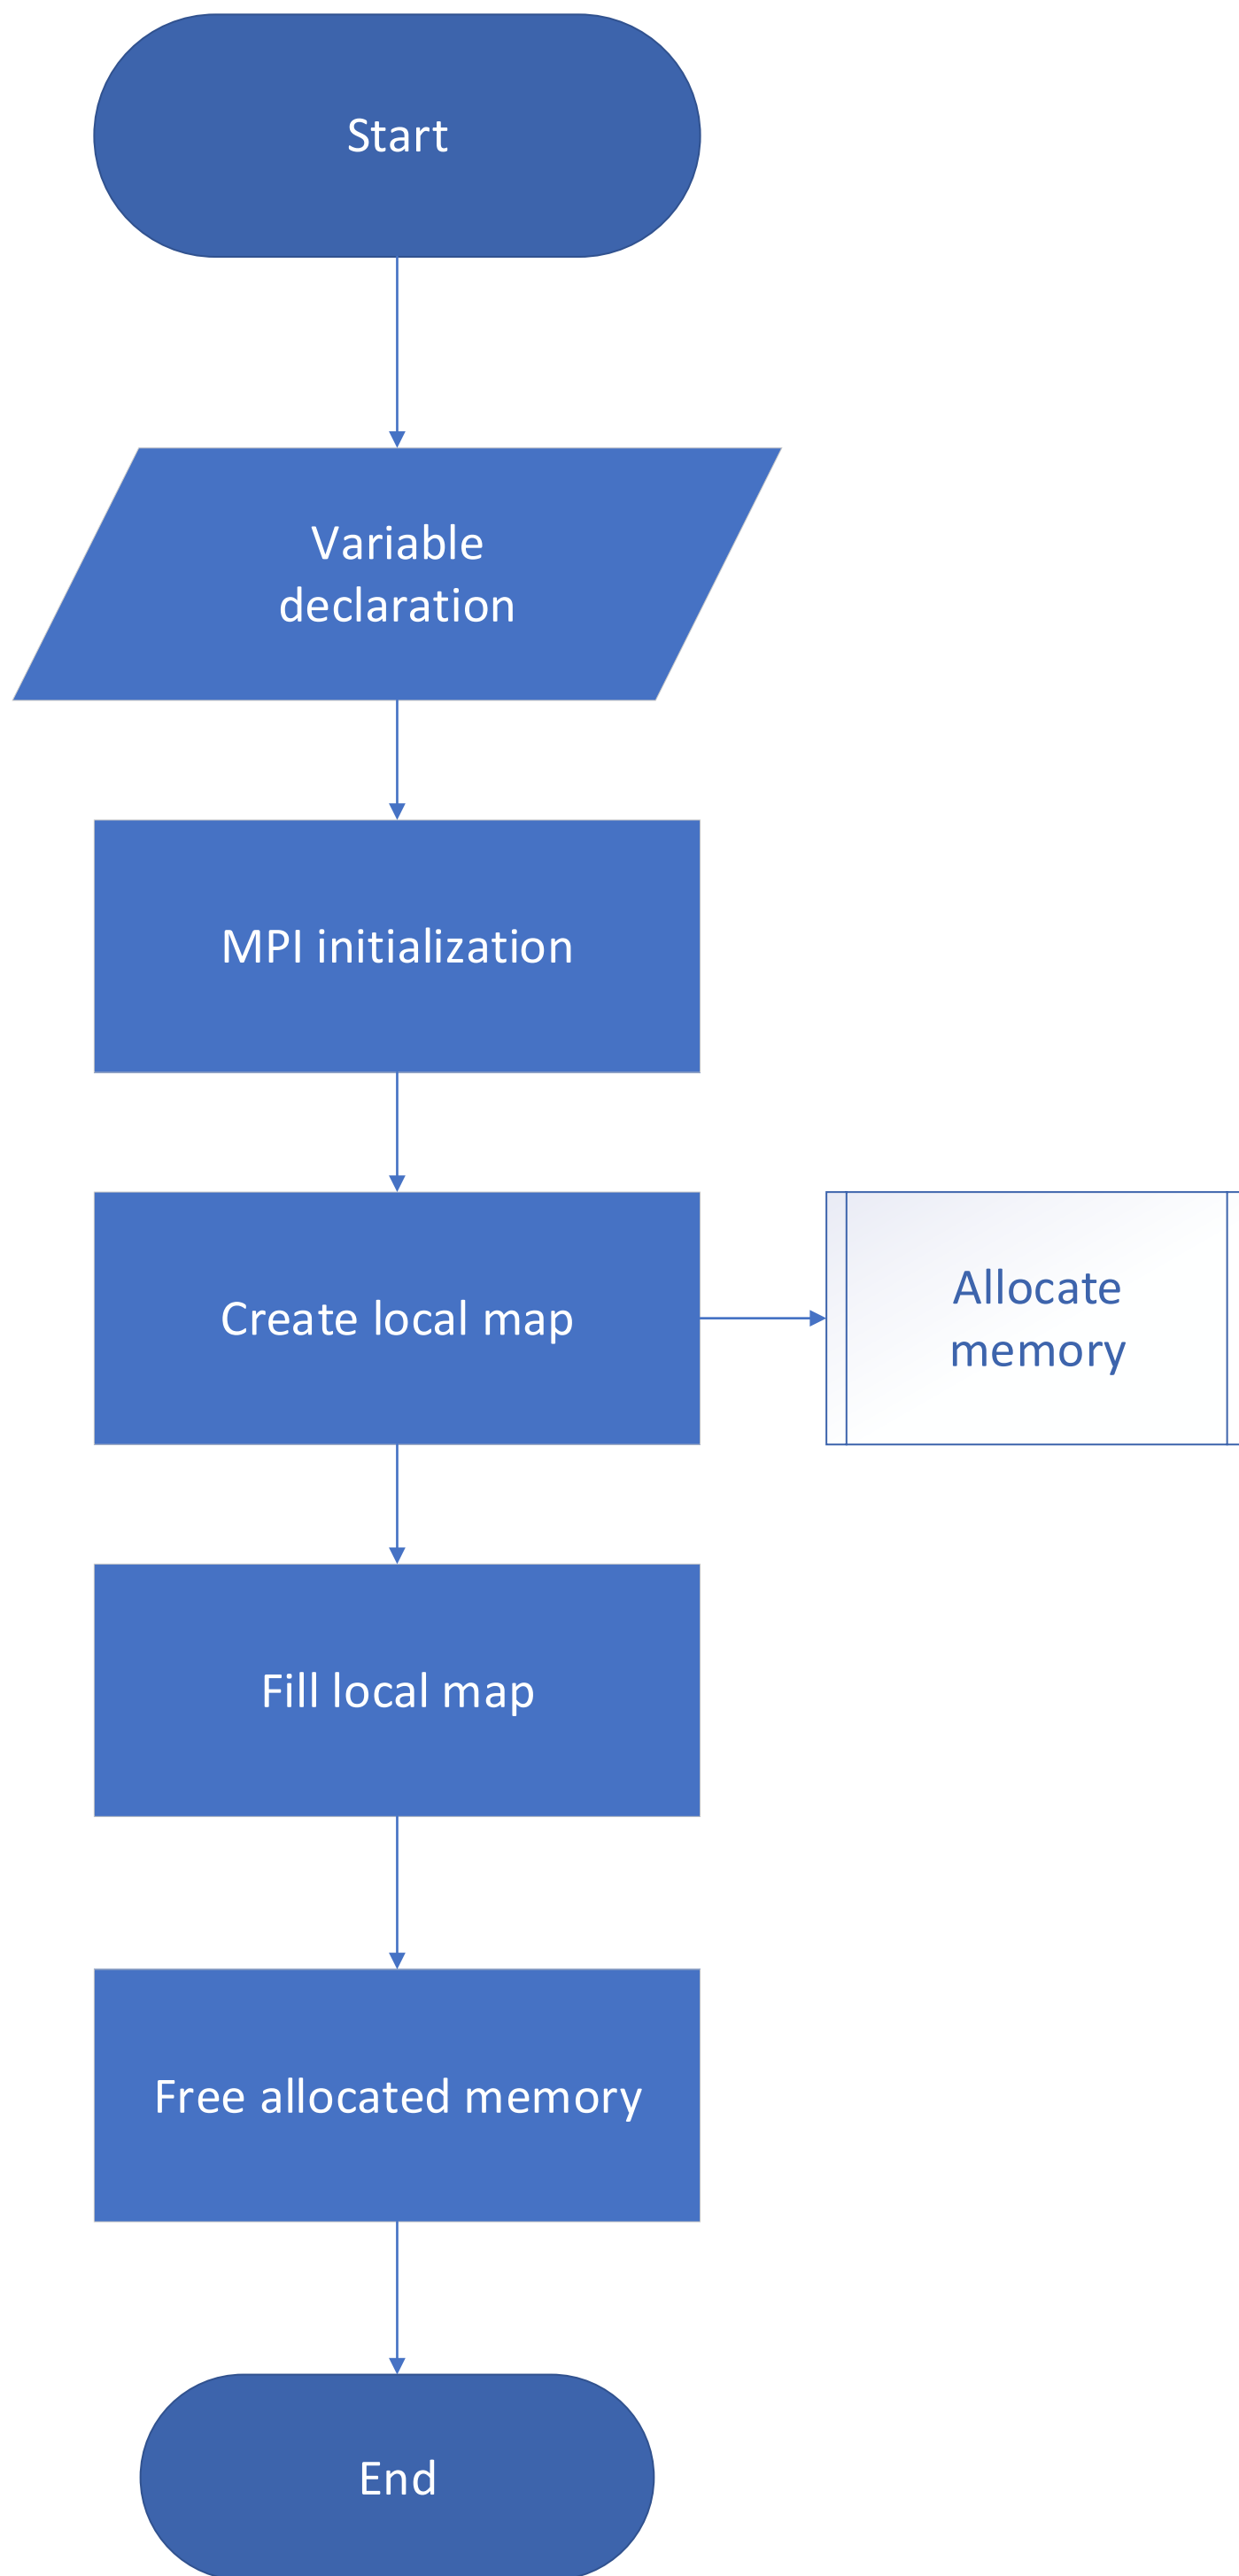 Start
Variable
declaration
MPI initialization
Create local map
Allocate
memory
Fill local map
Free allocated memory
End